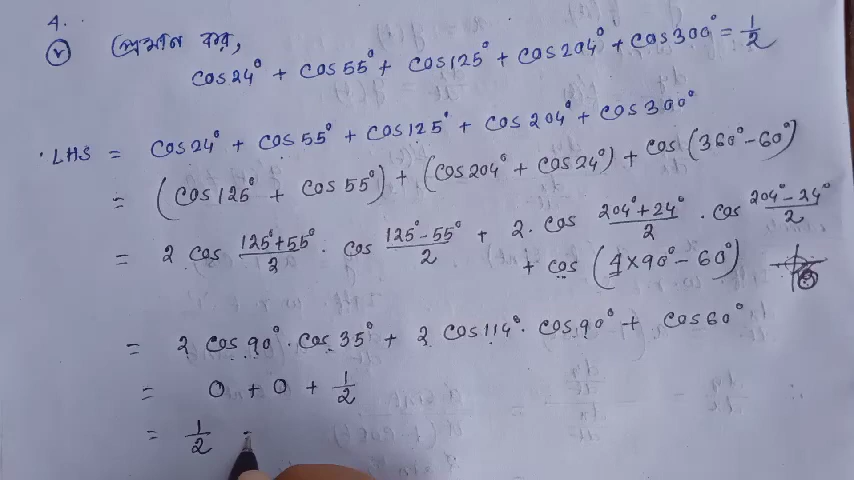 4.
(v) প্রমাণ কর,
cos24° + cos55° + cos125° + cos204° + cos300° = 1/2
LHS = cos24° + cos55° + cos125° + cos204° + cos300°
= (cos125° + cos55°) + (cos204° + cos24°) + cos(360°-60°)
= 2 cos (125°+55°)/2 . cos (125°-55°)/2 + 2. cos (204°+24°)/2 . cos (204°-24°)/2
+ cos (4×90°-60°)
= 2 cos90°.cos35° + 2 cos114°.cos90° + cos60°
= 0 + 0 + 1/2
= 1/2